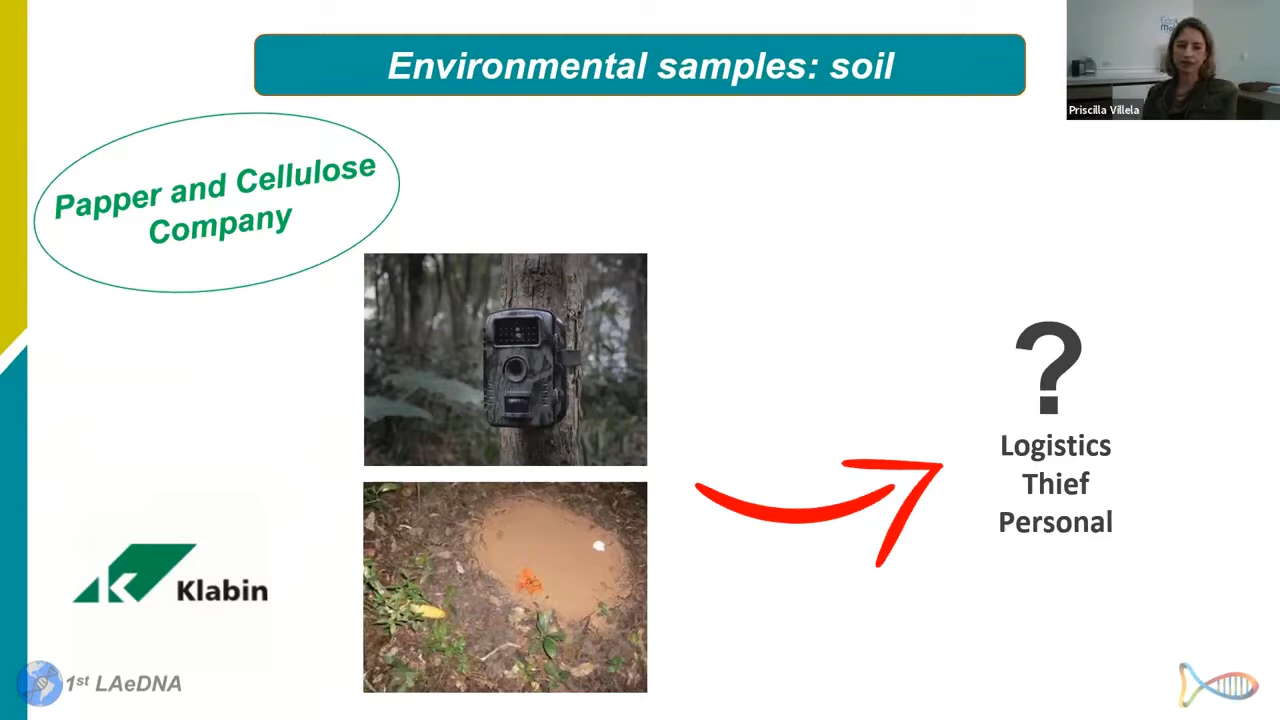 Environmental samples: soil
Priscilla Villela
Papper and Cellulose
Company
?
Logistics
Thief
Personal
Klabin
1st LAeDNA